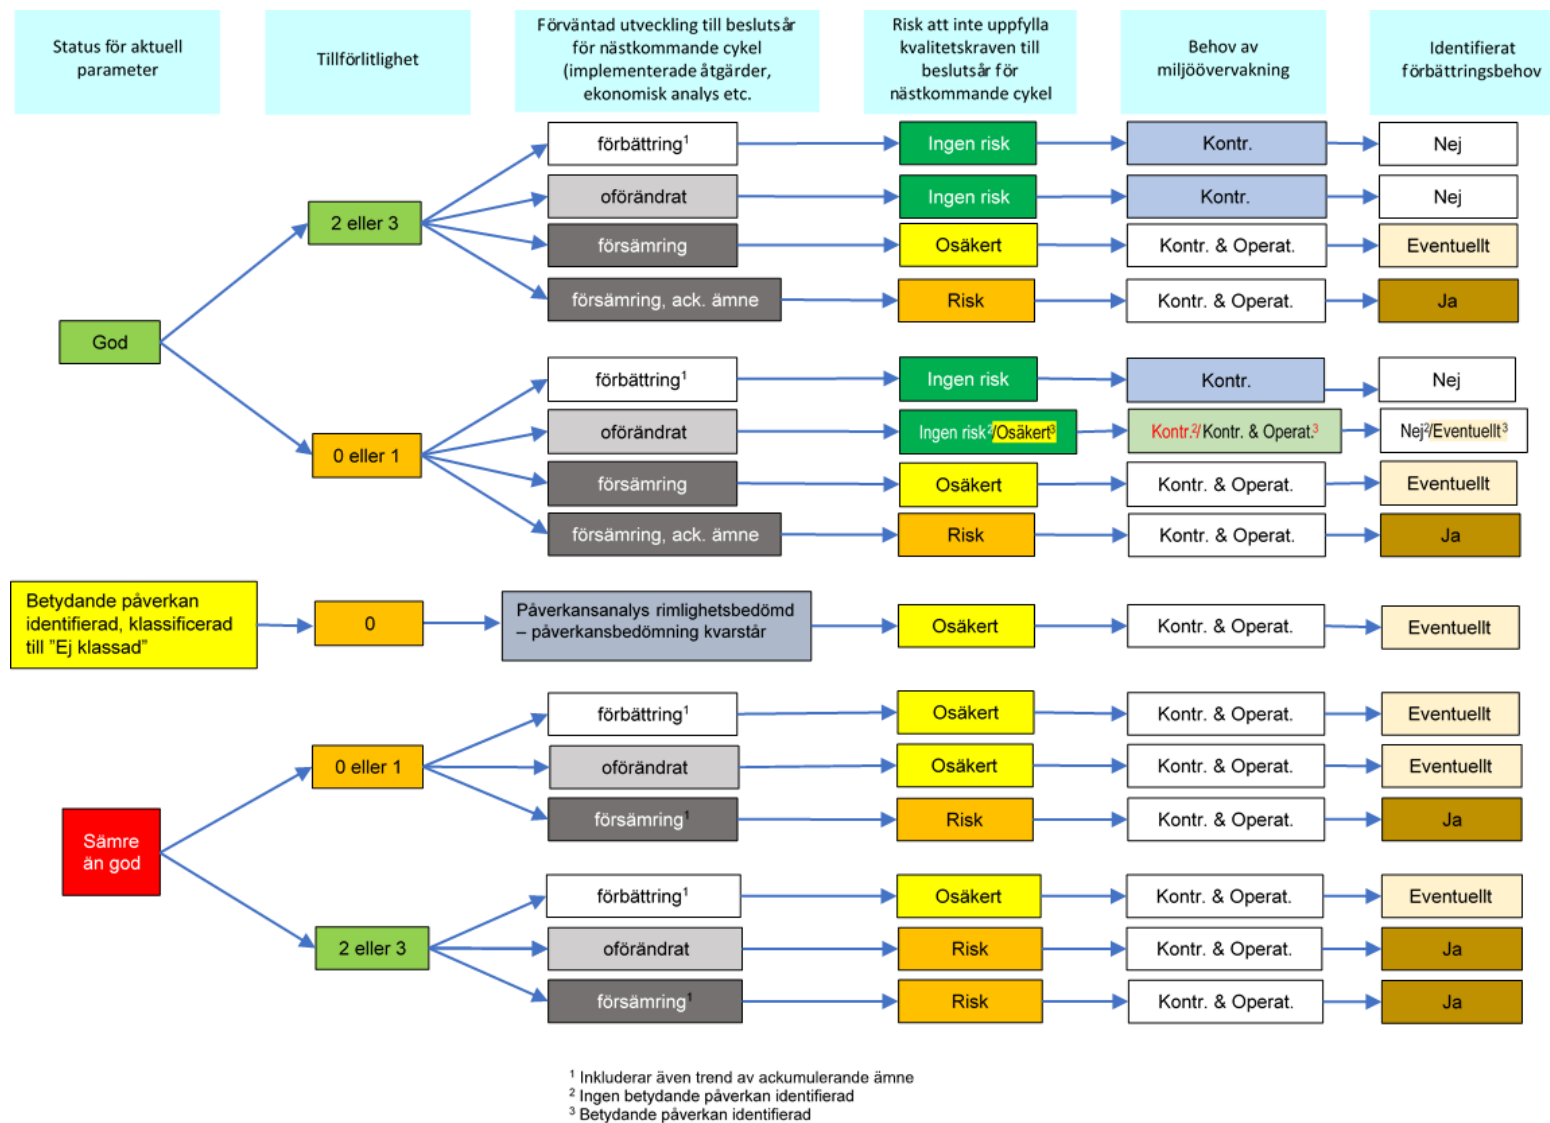 Status för aktuell
parameter
Tillförlitlighet
Förväntad utveckling till beslutsår
för nästkommande cykel
(implementerade åtgärder,
ekonomisk analys etc.
Risk att inte uppfylla
kvalitetskraven till
beslutsår för
nästkommande cykel
Behov av
miljöövervakning
Identifierat
förbättringsbehov
förbättring¹
Ingen risk
Kontr.
Nej
oförändrat
Ingen risk
Kontr.
Nej
2 eller 3
försämring
Osäkert
Kontr. & Operat.
Eventuellt
försämring, ack. ämne
Risk
Kontr. & Operat.
Ja
God
förbättring¹
Ingen risk
Kontr.
Nej
oförändrat
Ingen risk²/Osäkert³
Kontr.²/Kontr. & Operat.³
Nej²/Eventuellt³
0 eller 1
försämring
Osäkert
Kontr. & Operat.
Eventuellt
försämring, ack. ämne
Risk
Kontr. & Operat.
Ja
Betydande påverkan
identifierad, klassificerad
till ”Ej klassad”
0
Påverkansanalys rimlighetsbedömd
– påverkansbedömning kvarstår
Osäkert
Kontr. & Operat.
Eventuellt
förbättring¹
Osäkert
Kontr. & Operat.
Eventuellt
0 eller 1
oförändrat
Osäkert
Kontr. & Operat.
Eventuellt
försämring¹
Risk
Kontr. & Operat.
Ja
Sämre
än god
förbättring¹
Osäkert
Kontr. & Operat.
Eventuellt
2 eller 3
oförändrat
Risk
Kontr. & Operat.
Ja
försämring¹
Risk
Kontr. & Operat.
Ja
¹ Inkluderar även trend av ackumulerande ämne
² Ingen betydande påverkan identifierad
³ Betydande påverkan identifierad